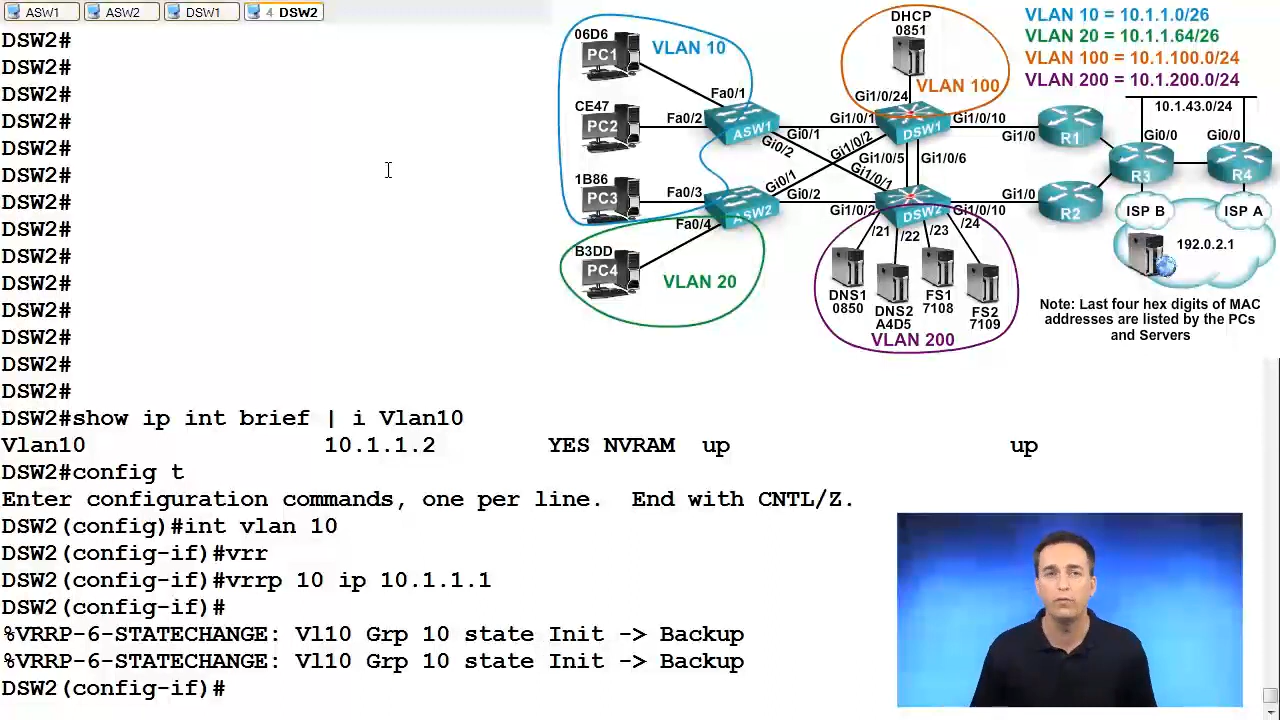 ASW1
ASW2
DSW1
4 DSW2
DSW2#
DSW2#
DSW2#
DSW2#
DSW2#
DSW2#
DSW2#
DSW2#
DSW2#
DSW2#
DSW2#
DSW2#
DSW2#
DSW2#
DSW2#show ip int brief | i Vlan10
Vlan10 10.1.1.2 YES NVRAM up up
DSW2#config t
Enter configuration commands, one per line. End with CNTL/Z.
DSW2(config)#int vlan 10
DSW2(config-if)#vrr
DSW2(config-if)#vrrp 10 ip 10.1.1.1
DSW2(config-if)#
%VRRP-6-STATECHANGE: Vl10 Grp 10 state Init -> Backup
%VRRP-6-STATECHANGE: Vl10 Grp 10 state Init -> Backup
DSW2(config-if)#
06D6
PC1
VLAN 10
Fa0/1
CE47
PC2
Fa0/2
ASW1
Gi0/1
Gi0/2
1B86
PC3
Fa0/3
ASW2
Gi0/1
Gi0/2
Fa0/4
B3DD
PC4
VLAN 20
DHCP
0851
VLAN 100
Gi1/0/24
Gi1/0/1
DSW1
Gi1/0/10
Gi1/0/2
Gi1/0/5
Gi1/0/6
Gi1/0/1
Gi1/0/2
DSW2
Gi1/0/10
/21
/22
/23
/24
DNS1
0850
DNS2
A4D5
FS1
7108
FS2
7109
VLAN 200
VLAN 10 = 10.1.1.0/26
VLAN 20 = 10.1.1.64/26
VLAN 100 = 10.1.100.0/24
VLAN 200 = 10.1.200.0/24
10.1.43.0/24
Gi1/0
R1
Gi0/0
Gi0/0
R3
R4
Gi1/0
R2
ISP B
ISP A
192.0.2.1
Note: Last four hex digits of MAC
addresses are listed by the PCs
and Servers